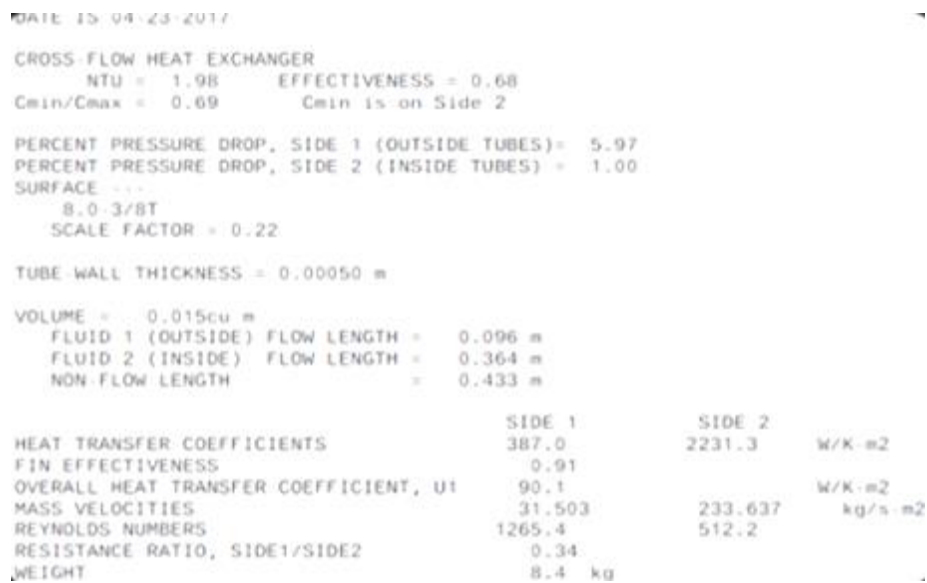 DATE IS 04-23-2017
CROSS-FLOW HEAT EXCHANGER
NTU = 1.98 EFFECTIVENESS = 0.68
Cmin/Cmax = 0.69 Cmin is on Side 2
PERCENT PRESSURE DROP, SIDE 1 (OUTSIDE TUBES)= 5.97
PERCENT PRESSURE DROP, SIDE 2 (INSIDE TUBES) = 1.00
SURFACE ---
8.0-3/8T
SCALE FACTOR = 0.22
TUBE-WALL THICKNESS = 0.00050 m
VOLUME = 0.015cu m
FLUID 1 (OUTSIDE) FLOW LENGTH = 0.096 m
FLUID 2 (INSIDE) FLOW LENGTH = 0.364 m
NON-FLOW LENGTH = 0.433 m
SIDE 1 SIDE 2
HEAT TRANSFER COEFFICIENTS 387.0 2231.3 W/K-m2
FIN EFFECTIVENESS 0.91
OVERALL HEAT TRANSFER COEFFICIENT, U1 90.1 W/K-m2
MASS VELOCITIES 31.503 233.637 kg/s-m2
REYNOLDS NUMBERS 1265.4 512.2
RESISTANCE RATIO, SIDE1/SIDE2 0.34
WEIGHT 8.4 kg